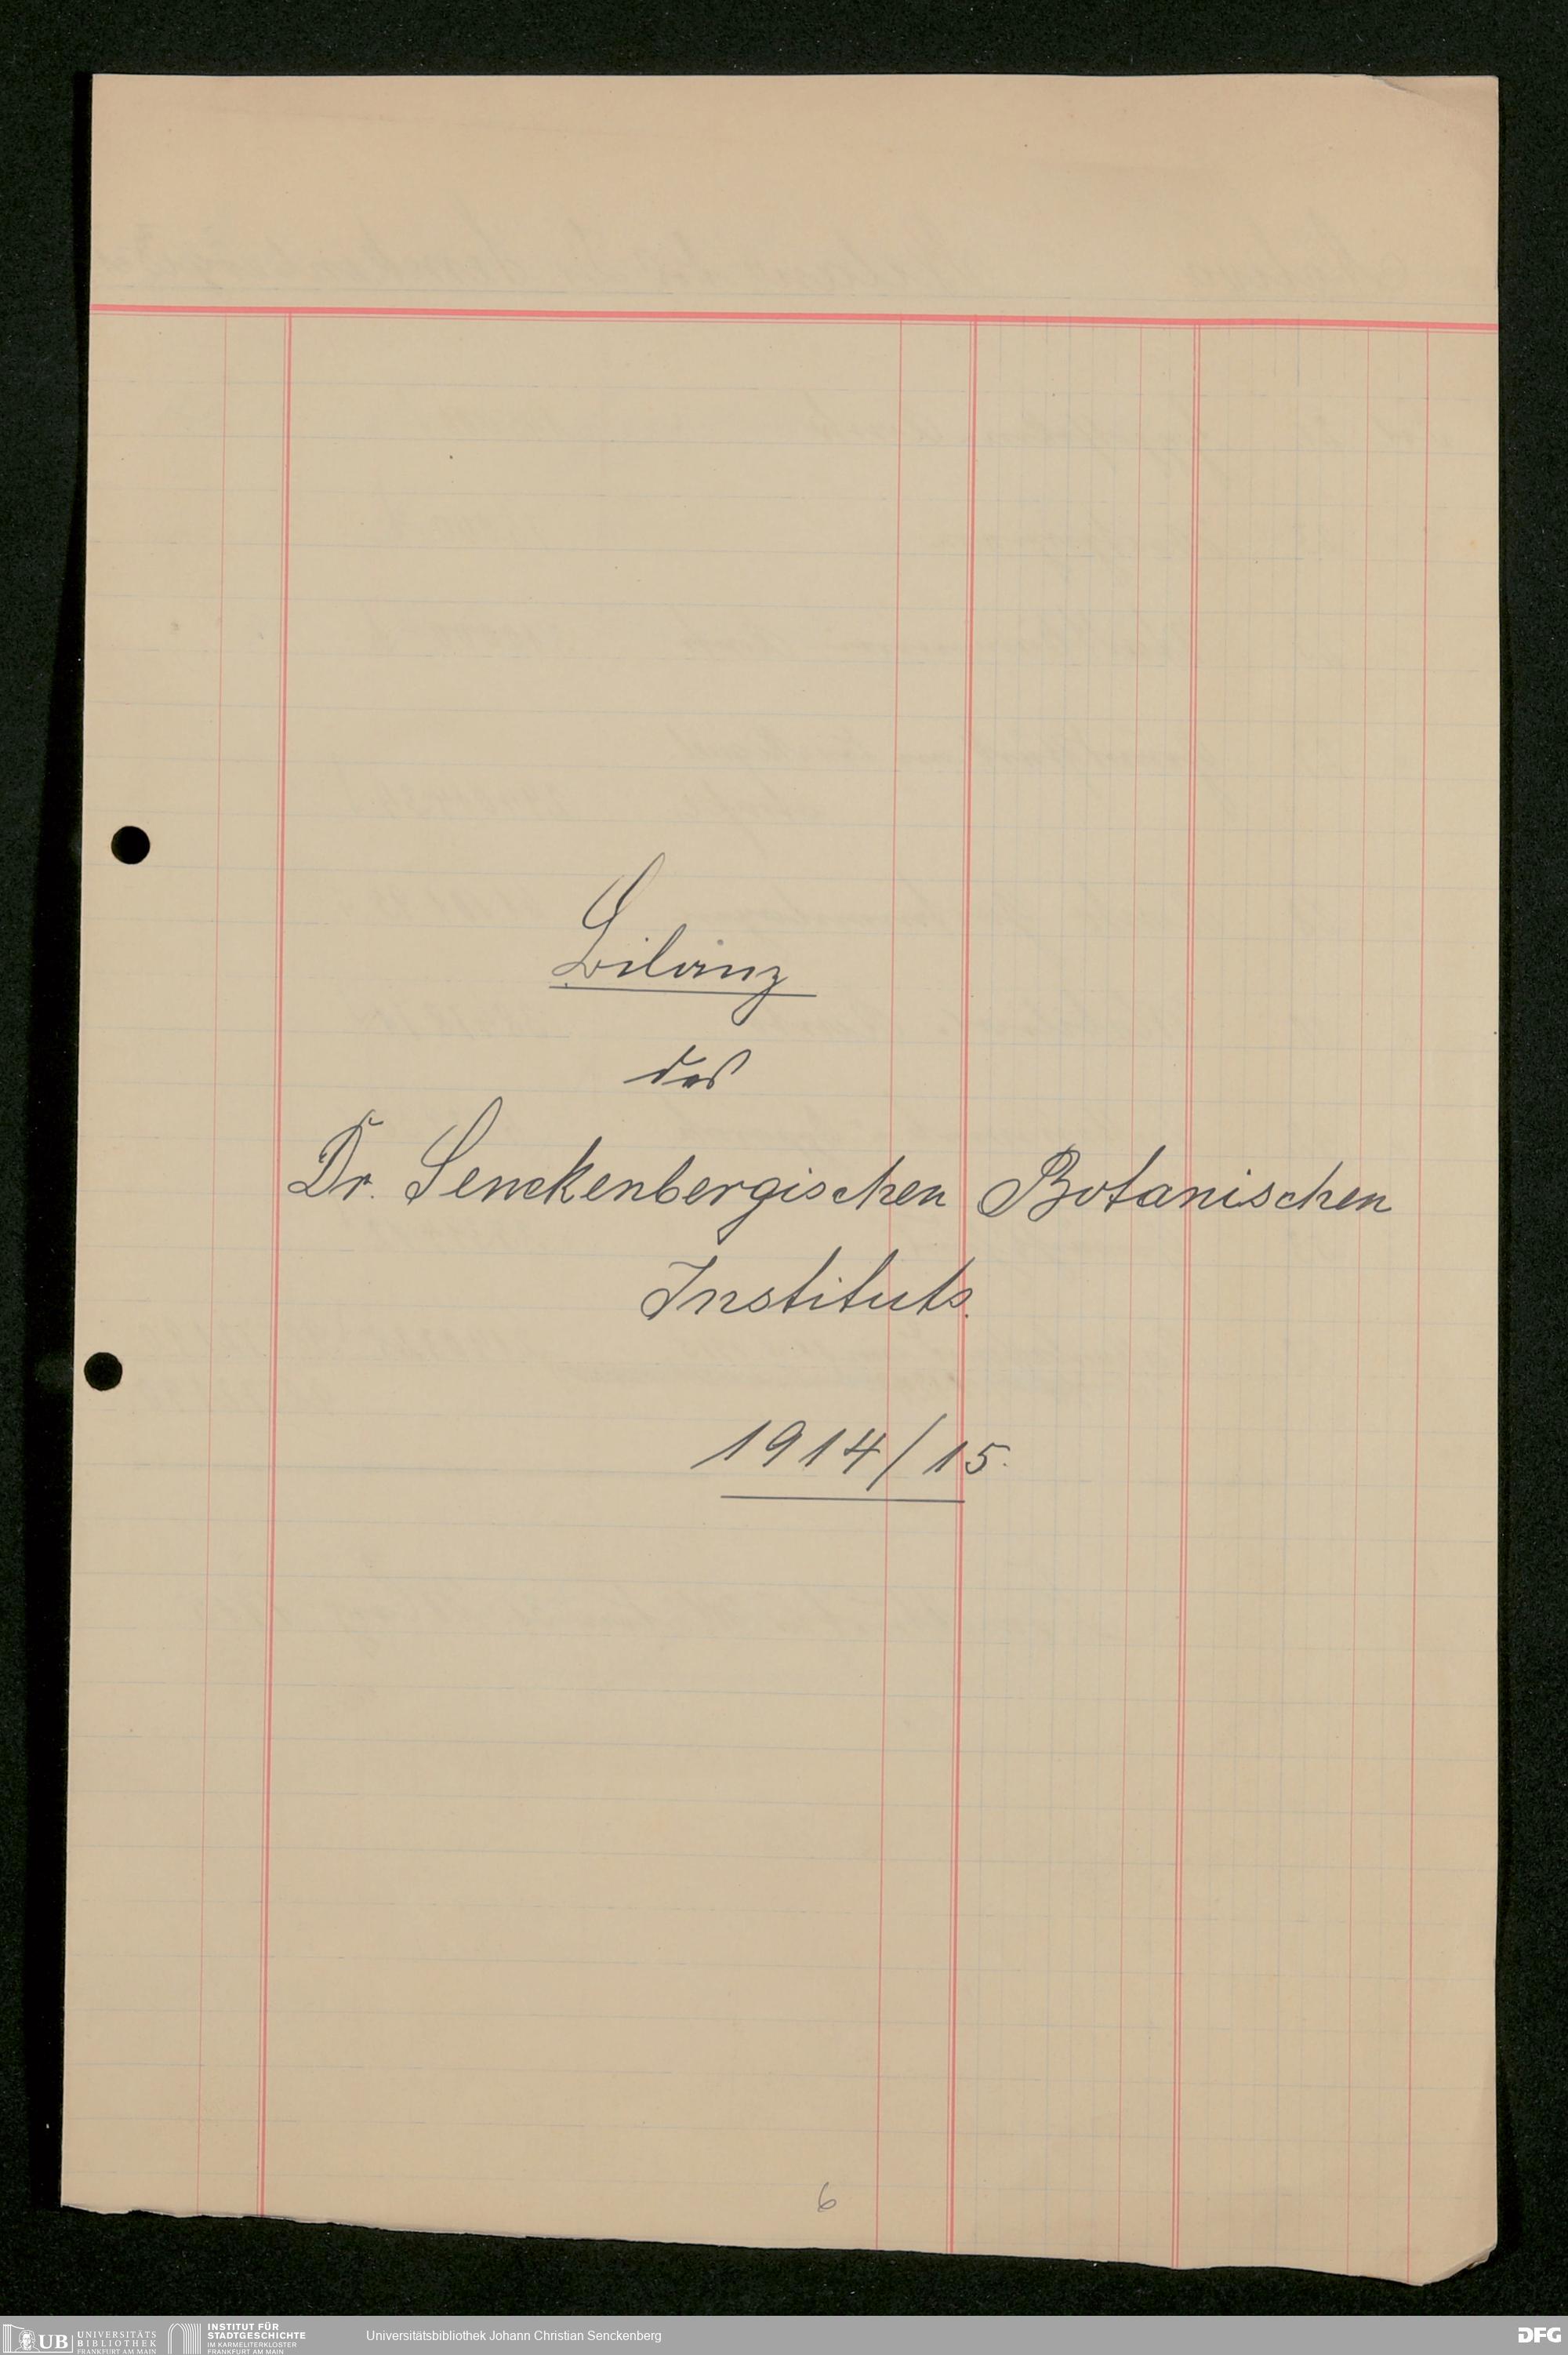 Bilanz
des
Dr. Senckenbergischen Botanischen
Instituts.
1914/15.
6
UB UNIVERSITÄTS
BIBLIOTHEK
FRANKFURT AM MAIN
INSTITUT FÜR
STADTGESCHICHTE
IM KARMELITERKLOSTER
FRANKFURT AM MAIN
Universitätsbibliothek Johann Christian Senckenberg
DFG